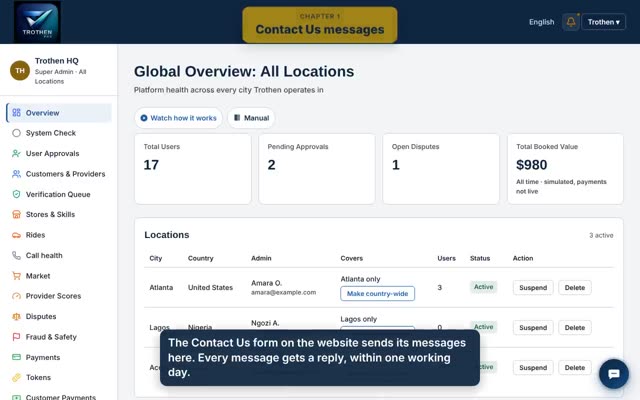 TROTHEN
CHAPTER 1
Contact Us messages
English
Trothen ▾
TH
Trothen HQ
Super Admin · All Locations
Overview
System Check
User Approvals
Customers & Providers
Verification Queue
Stores & Skills
Rides
Call health
Market
Provider Scores
Disputes
Fraud & Safety
Payments
Tokens
Customer Payments
Global Overview: All Locations
Platform health across every city Trothen operates in
Watch how it works
Manual
Total Users
17
Pending Approvals
2
Open Disputes
1
Total Booked Value
$980
All time · simulated, payments not live
Locations
3 active
City Country Admin Covers Users Status Action
Atlanta United States Amara O. amara@example.com Atlanta only Make country-wide 3 Active Suspend Delete
Lagos Nigeria Ngozi A. Lagos only 0 Active Suspend Delete
Active Suspend Delete
The Contact Us form on the website sends its messages
here. Every message gets a reply, within one working
day.